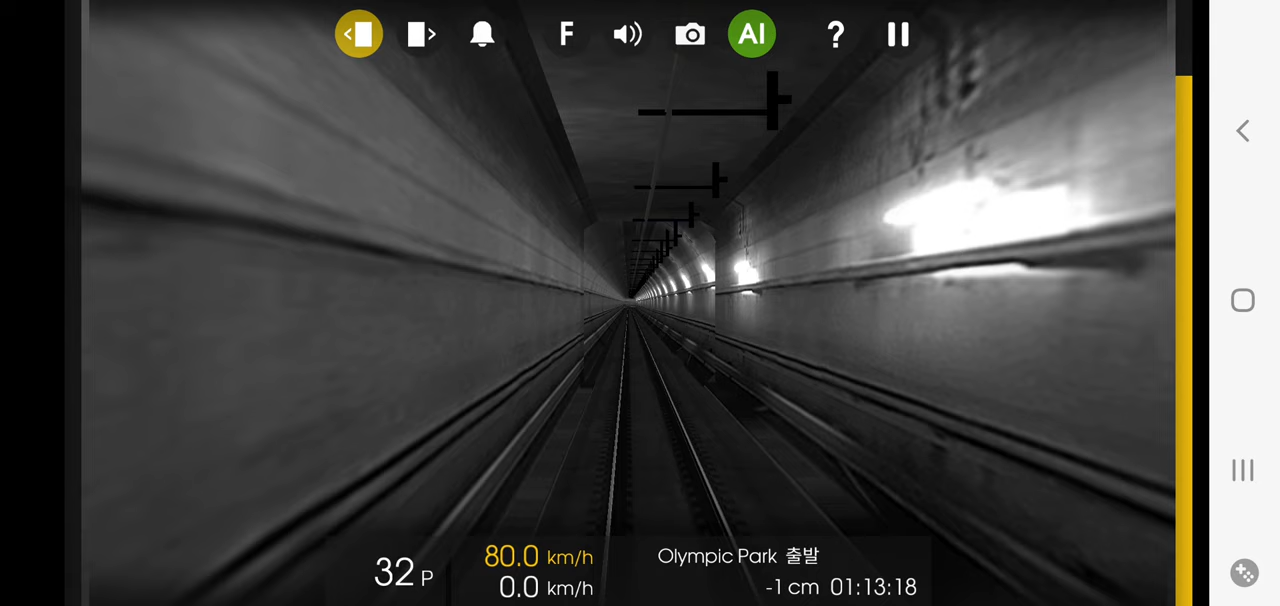 F AI ?
32 P
80.0 km/h
0.0 km/h
Olympic Park 출발
-1 cm 01:13:18